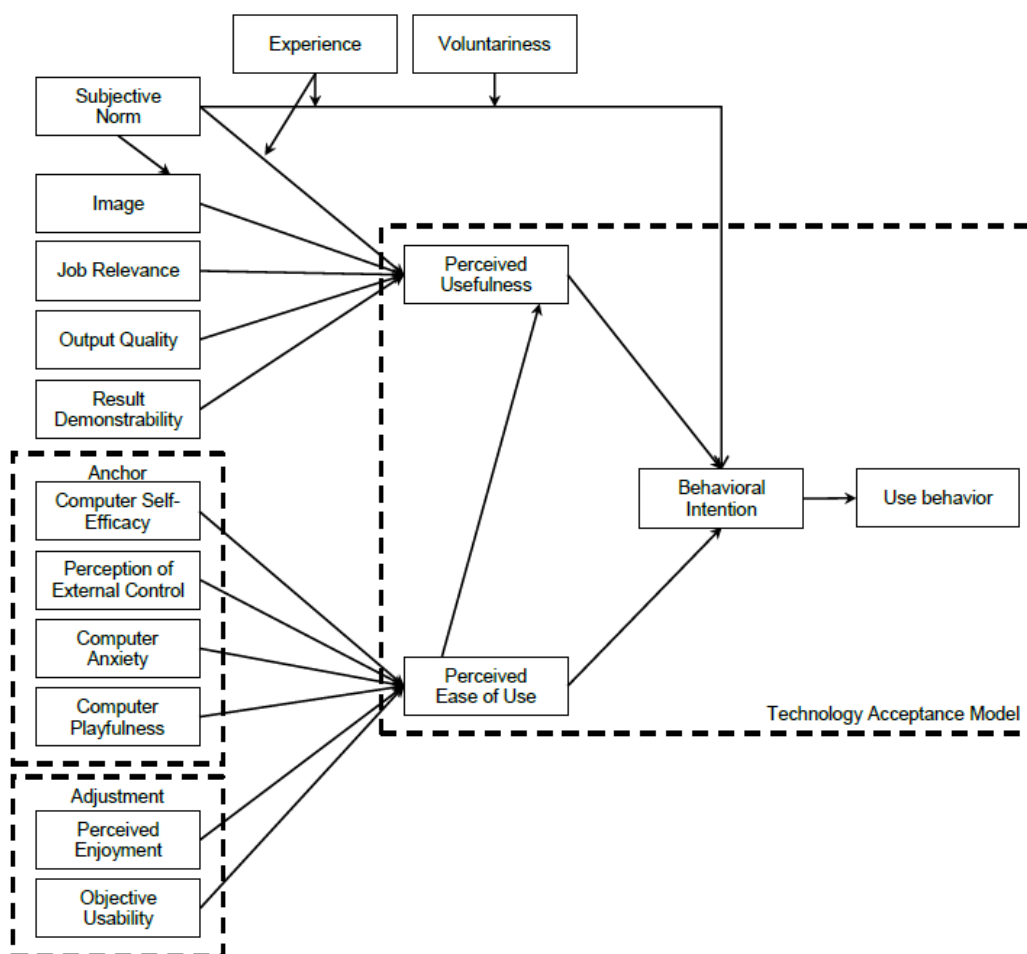 Experience
Voluntariness
Subjective
Norm
Image
Job Relevance
Output Quality
Result
Demonstrability
Perceived
Usefulness
Anchor
Computer Self-
Efficacy
Perception of
External Control
Computer
Anxiety
Computer
Playfulness
Behavioral
Intention
Use behavior
Perceived
Ease of Use
Technology Acceptance Model
Adjustment
Perceived
Enjoyment
Objective
Usability